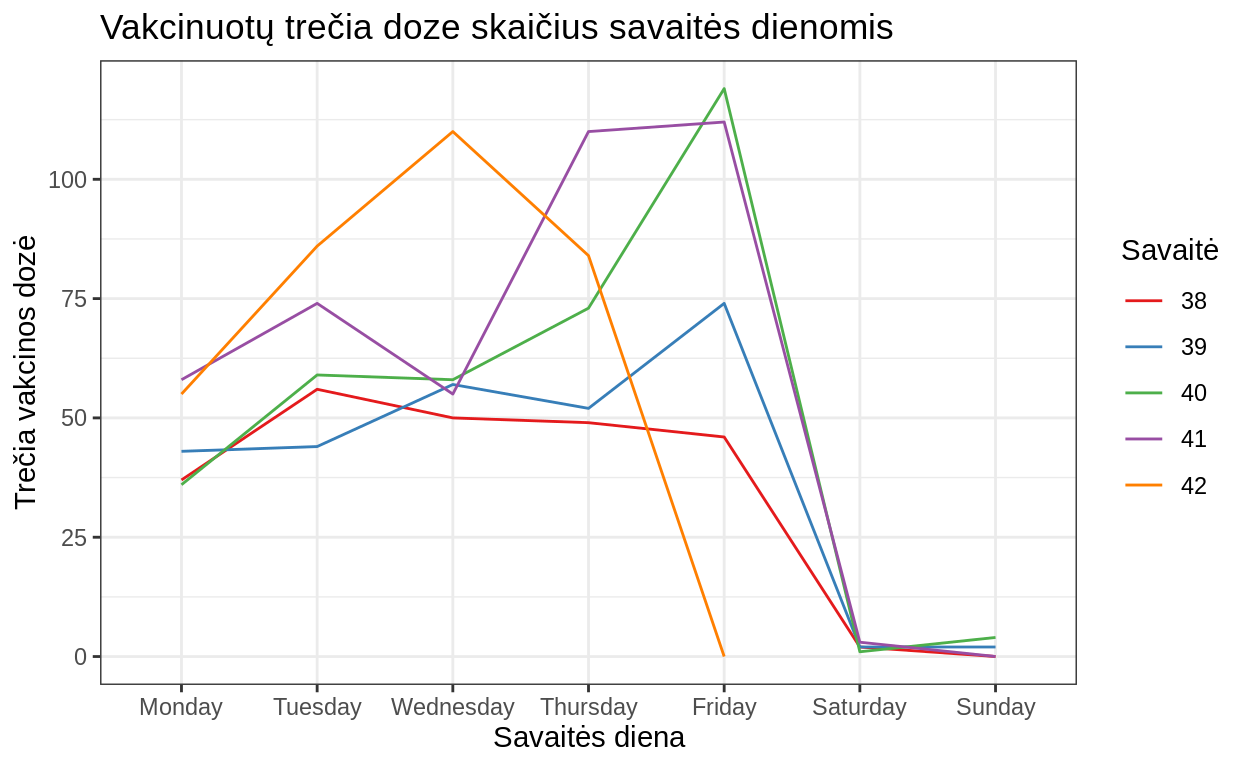 Vakcinuotų trečia doze skaičius savaitės dienomis
Trečia vakcinos dozė
100
75
50
25
0
Monday Tuesday Wednesday Thursday Friday Saturday Sunday
Savaitės diena
Savaitė
38
39
40
41
42